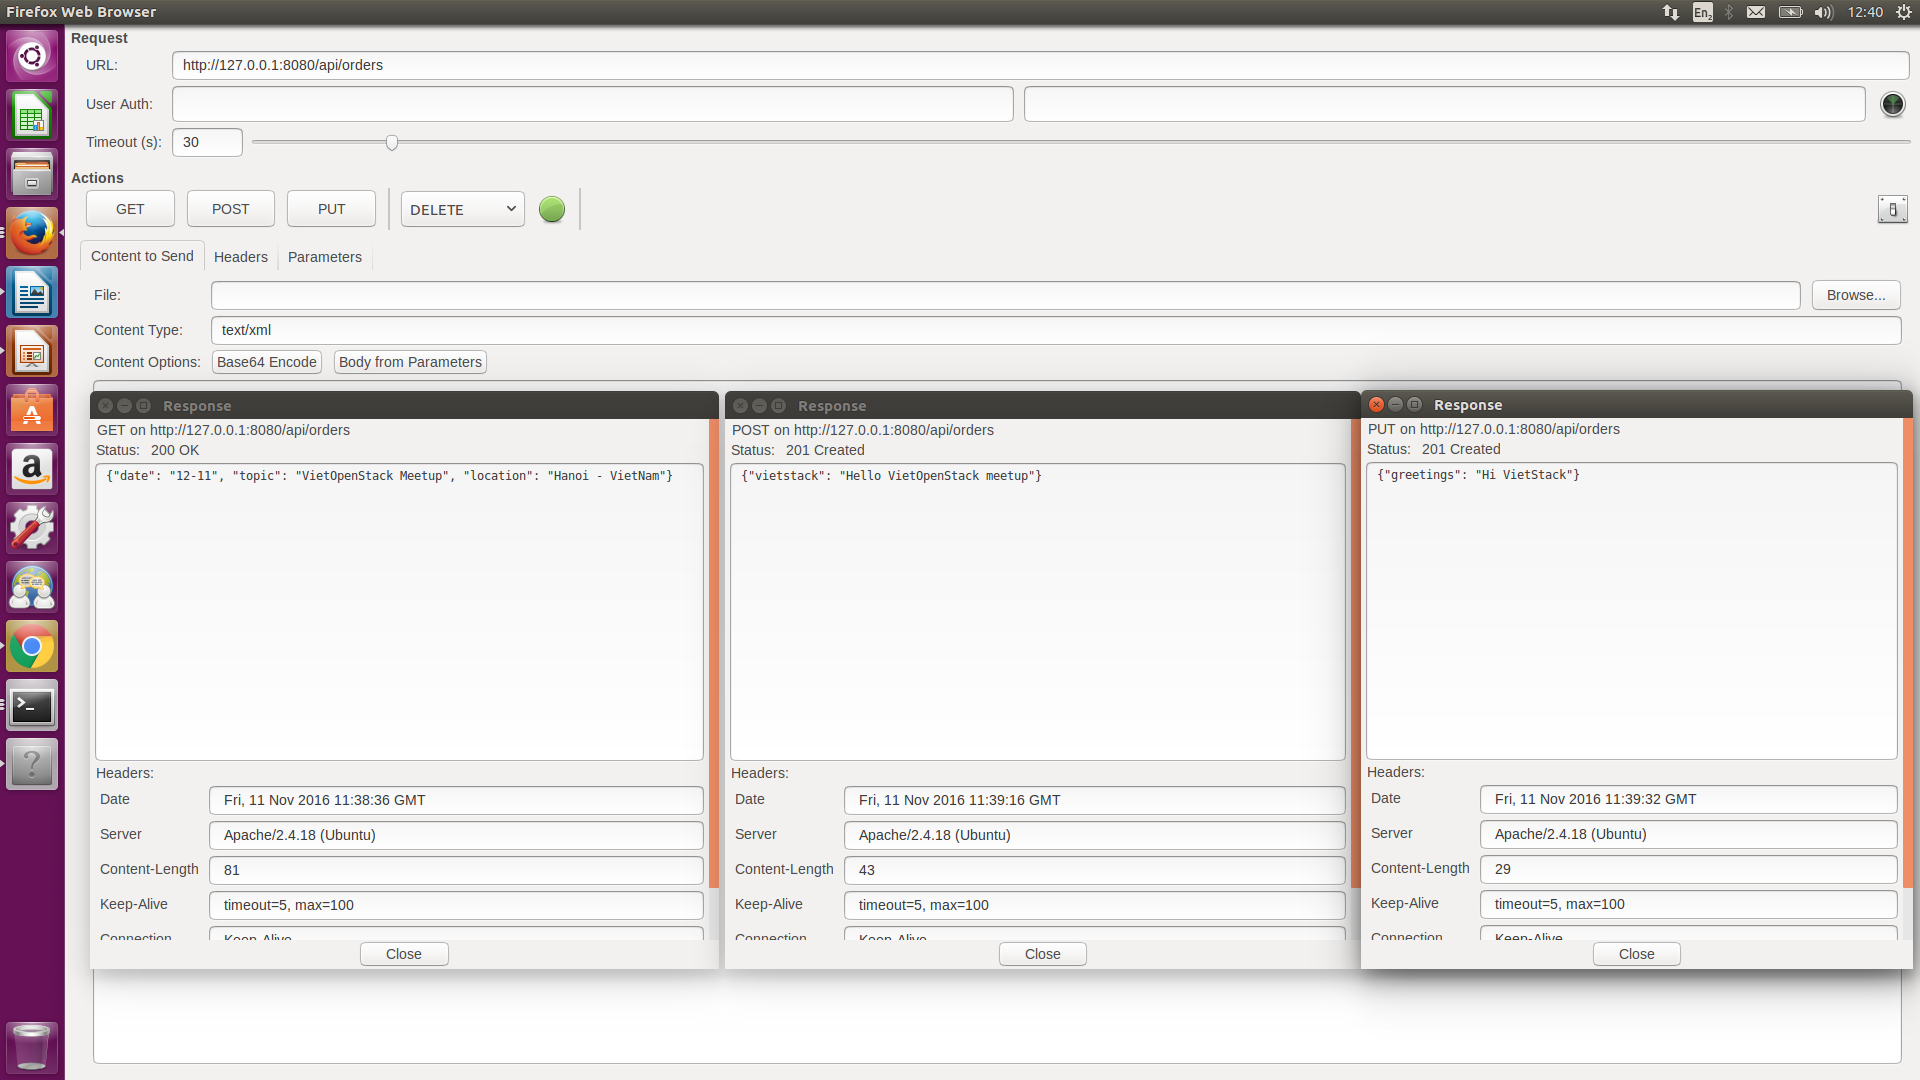 Firefox Web Browser
En2
12:40
Request
URL: http://127.0.0.1:8080/api/orders
User Auth:
Timeout (s): 30
Actions
GET POST PUT DELETE
Content to Send Headers Parameters
File: Browse...
Content Type: text/xml
Content Options: Base64 Encode Body from Parameters
Response
GET on http://127.0.0.1:8080/api/orders
Status: 200 OK
{"date": "12-11", "topic": "VietOpenStack Meetup", "location": "Hanoi - VietNam"}
Headers:
Date Fri, 11 Nov 2016 11:38:36 GMT
Server Apache/2.4.18 (Ubuntu)
Content-Length 81
Keep-Alive timeout=5, max=100
Connection Keep-Alive
Close
Response
POST on http://127.0.0.1:8080/api/orders
Status: 201 Created
{"vietstack": "Hello VietOpenStack meetup"}
Headers:
Date Fri, 11 Nov 2016 11:39:16 GMT
Server Apache/2.4.18 (Ubuntu)
Content-Length 43
Keep-Alive timeout=5, max=100
Connection Keep-Alive
Close
Response
PUT on http://127.0.0.1:8080/api/orders
Status: 201 Created
{"greetings": "Hi VietStack"}
Headers:
Date Fri, 11 Nov 2016 11:39:32 GMT
Server Apache/2.4.18 (Ubuntu)
Content-Length 29
Keep-Alive timeout=5, max=100
Connection Keep-Alive
Close